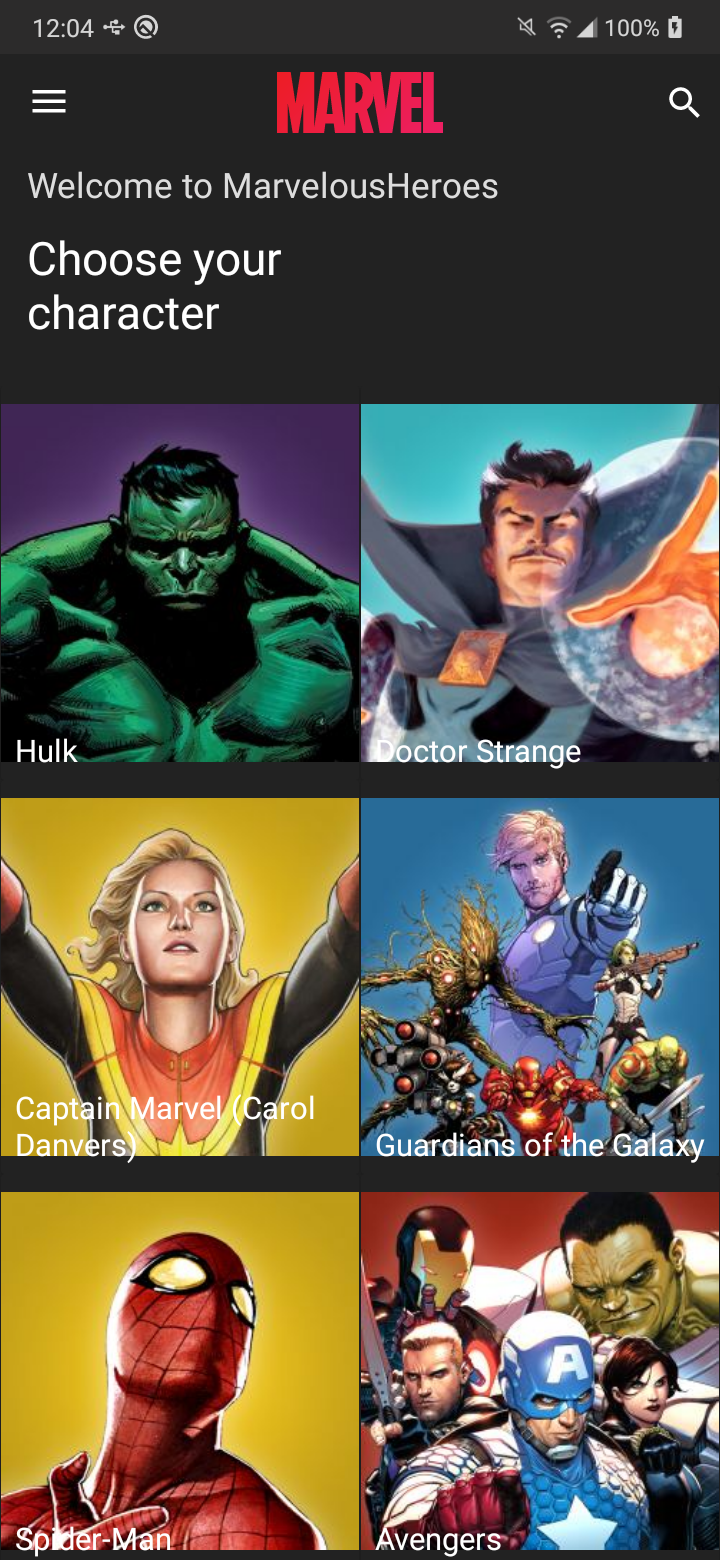 12:04
100%
MARVEL
Welcome to MarvelousHeroes
Choose your
character
Hulk
Doctor Strange
Captain Marvel (Carol
Danvers)
Guardians of the Galaxy
A
Spider-Man
Avengers